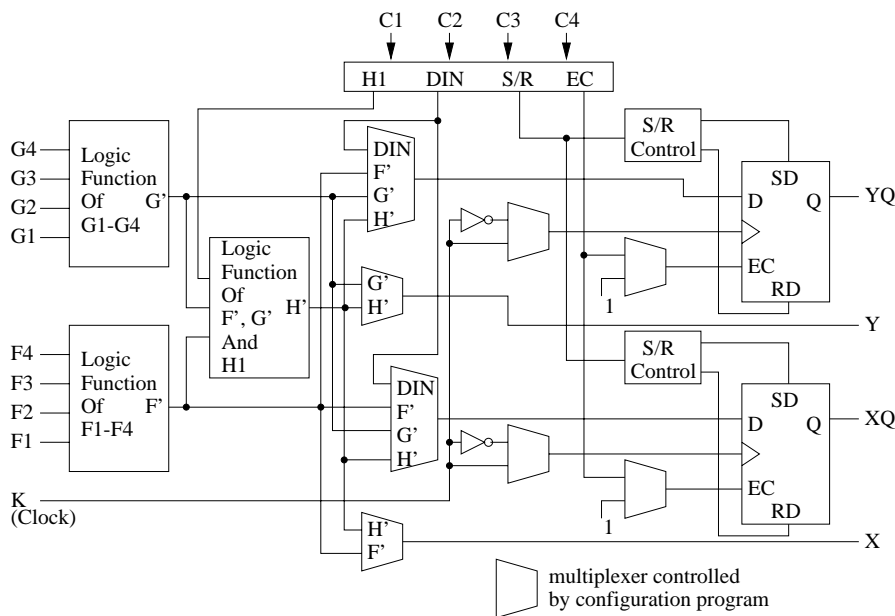 C1 C2 C3 C4
H1 DIN S/R EC
G4
G3
G2
G1
Logic
Function
Of
G1-G4
G’
DIN
F’
G’
H’
S/R
Control
SD
D Q
EC
RD
YQ
1
Logic
Function
Of
F’, G’
And
H1
H’
G’
H’
Y
F4
F3
F2
F1
Logic
Function
Of
F1-F4
F’
DIN
F’
G’
H’
S/R
Control
SD
D Q
EC
RD
XQ
1
K
(Clock)
H’
F’
X
multiplexer controlled
by configuration program